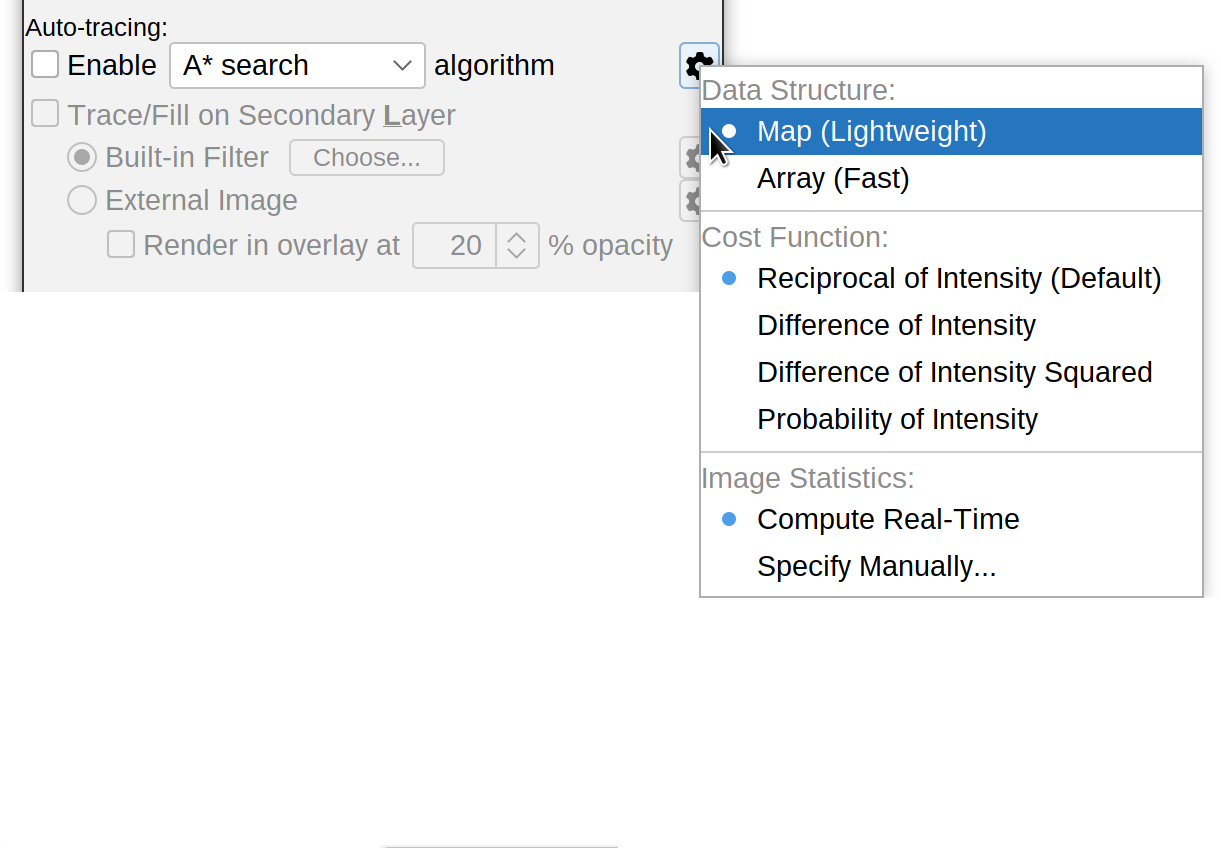 Auto-tracing:
Enable A* search algorithm
Trace/Fill on Secondary Layer
Built-in Filter Choose...
External Image
Render in overlay at 20 % opacity
Data Structure:
Map (Lightweight)
Array (Fast)
Cost Function:
Reciprocal of Intensity (Default)
Difference of Intensity
Difference of Intensity Squared
Probability of Intensity
Image Statistics:
Compute Real-Time
Specify Manually...